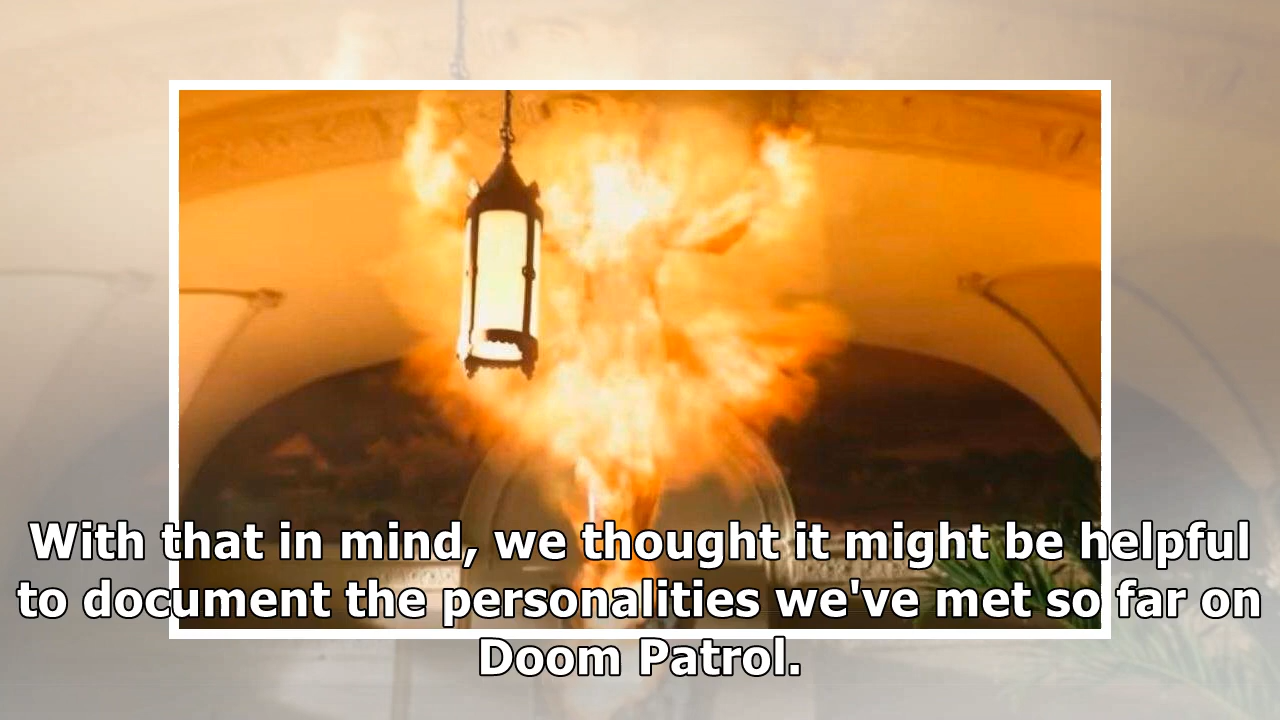 With that in mind, we thought it might be helpful
to document the personalities we've met so far on
Doom Patrol.